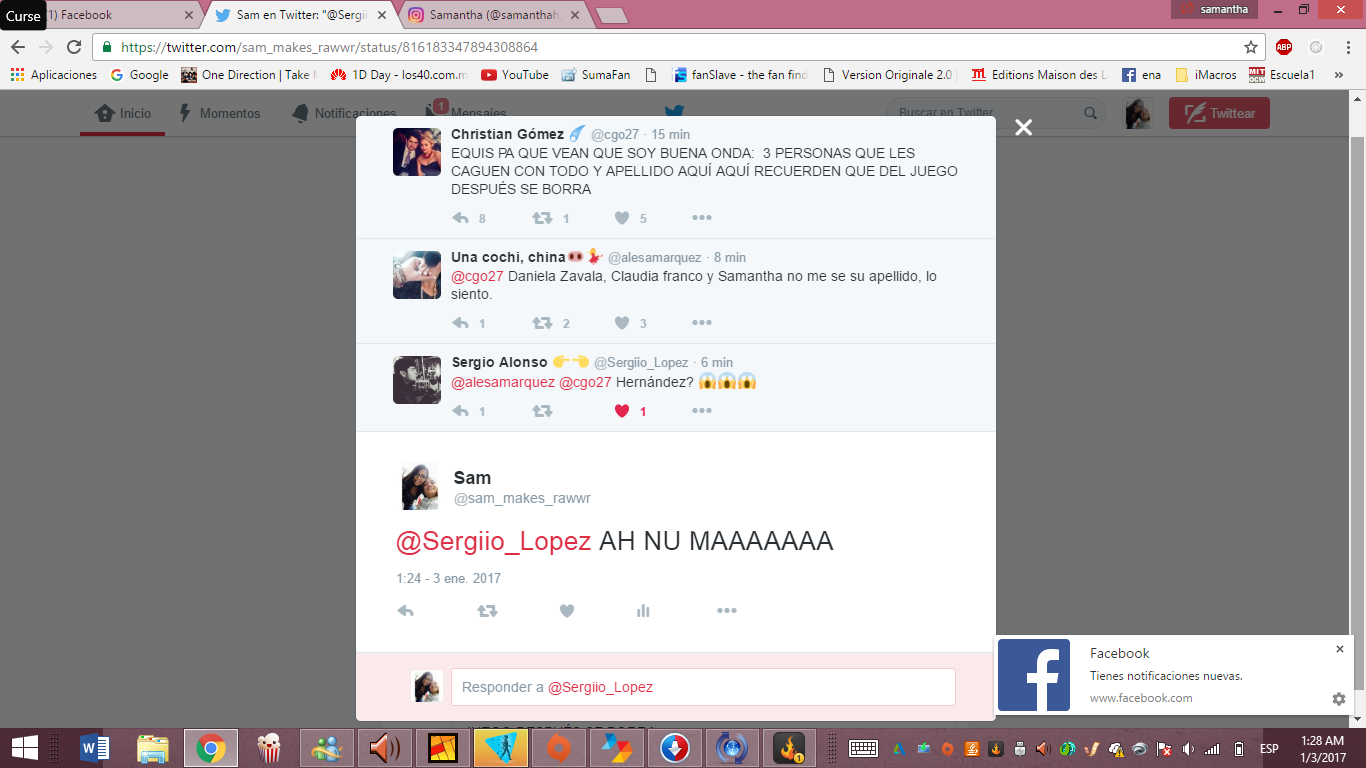 Curse
1) Facebook
Sam en Twitter: "@Sergii
Samantha (@samanthah
samantha
https://twitter.com/sam_makes_rawwr/status/816183347894308864
ABP
Aplicaciones
Google
One Direction | Take M
1D Day - los40.com.m
YouTube
SumaFan
fanSlave - the fan find
Version Originale 2.0 |
Editions Maison des L
ena
iMacros
Escuela1
»
Inicio
Momentos
Notificaciones
1
Mensajes
Buscar en Twitter
Twittear
Christian Gómez @cgo27 · 15 min
EQUIS PA QUE VEAN QUE SOY BUENA ONDA: 3 PERSONAS QUE LES
CAGUEN CON TODO Y APELLIDO AQUÍ AQUÍ RECUERDEN QUE DEL JUEGO
DESPUÉS SE BORRA
8 1 5 •••
Una cochi, china🐽💃 @alesamarquez · 8 min
@cgo27 Daniela Zavala, Claudia franco y Samantha no me se su apellido, lo
siento.
1 2 3 •••
Sergio Alonso 👉👈 @Sergiio_Lopez · 6 min
@alesamarquez @cgo27 Hernández? 😱😱😱
1 1 •••
Sam
@sam_makes_rawwr
@Sergiio_Lopez AH NU MAAAAAAA
1:24 - 3 ene. 2017
•••
Responder a @Sergiio_Lopez
Facebook
Tienes notificaciones nuevas.
www.facebook.com
ESP
1:28 AM
1/3/2017